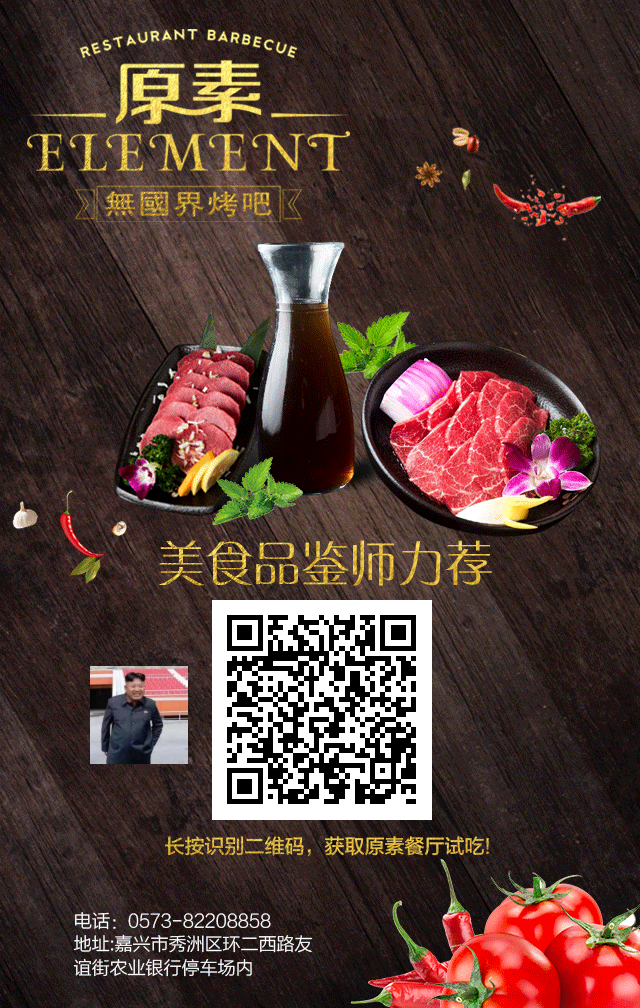 RESTAURANT BARBECUE
原素
ELEMENT
無國界烤吧
美食品鉴师力荐
长按识别二维码，获取原素餐厅试吃!
电话：0573-82208858
地址:嘉兴市秀洲区环二西路友
谊街农业银行停车场内